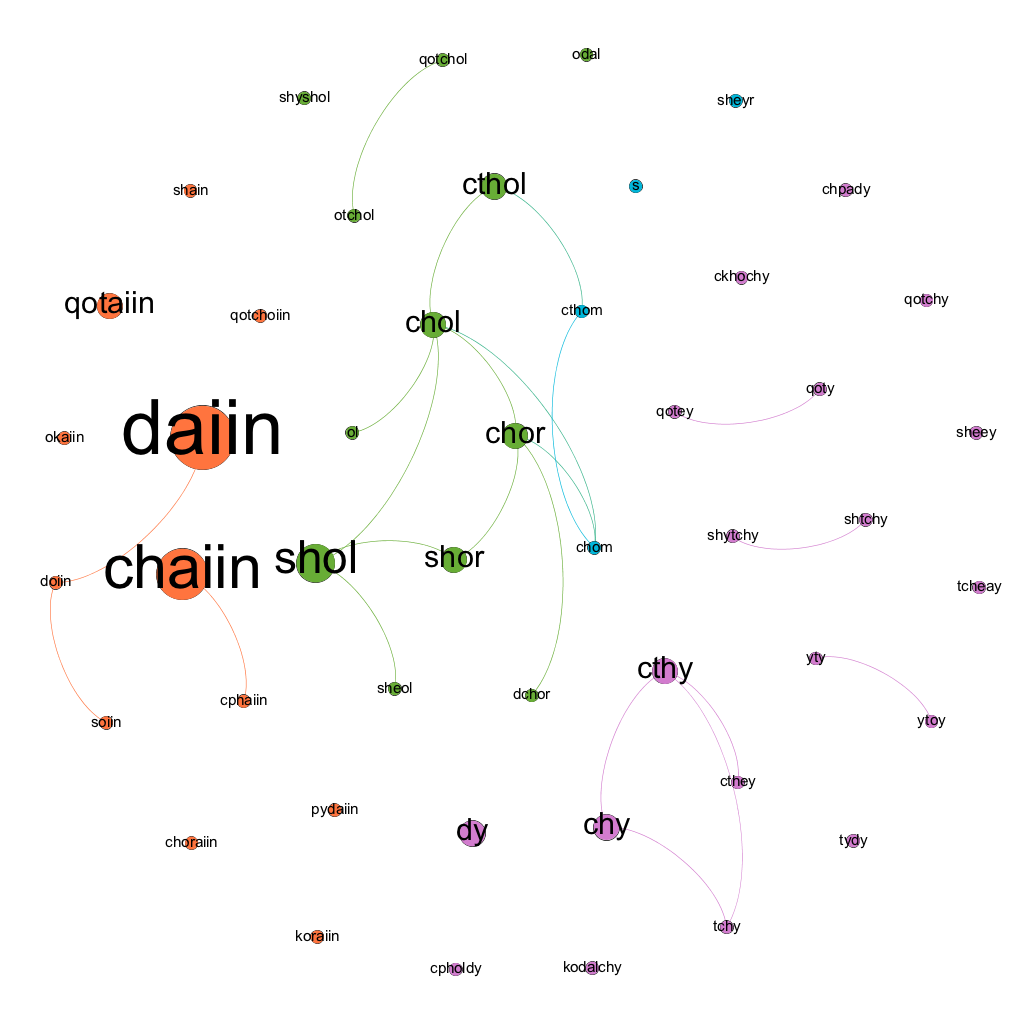 odal
qotchol
shyshol
sheyr
cthol
s
shain
chpady
otchol
ckhochy
qotaiin
qotchoiin
cthom
qotchy
chol
qoty
qotey
daiin
okaiin
ol
chor
sheey
shtchy
shytchy
chom
shol
shor
chaiin
doiin
tcheay
yty
cthy
sheol
dchor
cphaiin
soiin
ytoy
cthey
pydaiin
chy
dy
choraiin
tydy
tchy
koraiin
cpholdy
kodalchy